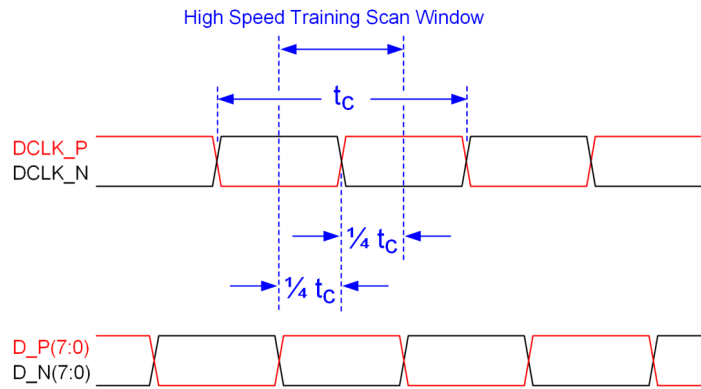 High Speed Training Scan Window
tC
DCLK_P
DCLK_N
¼ tC
¼ tC
D_P(7:0)
D_N(7:0)